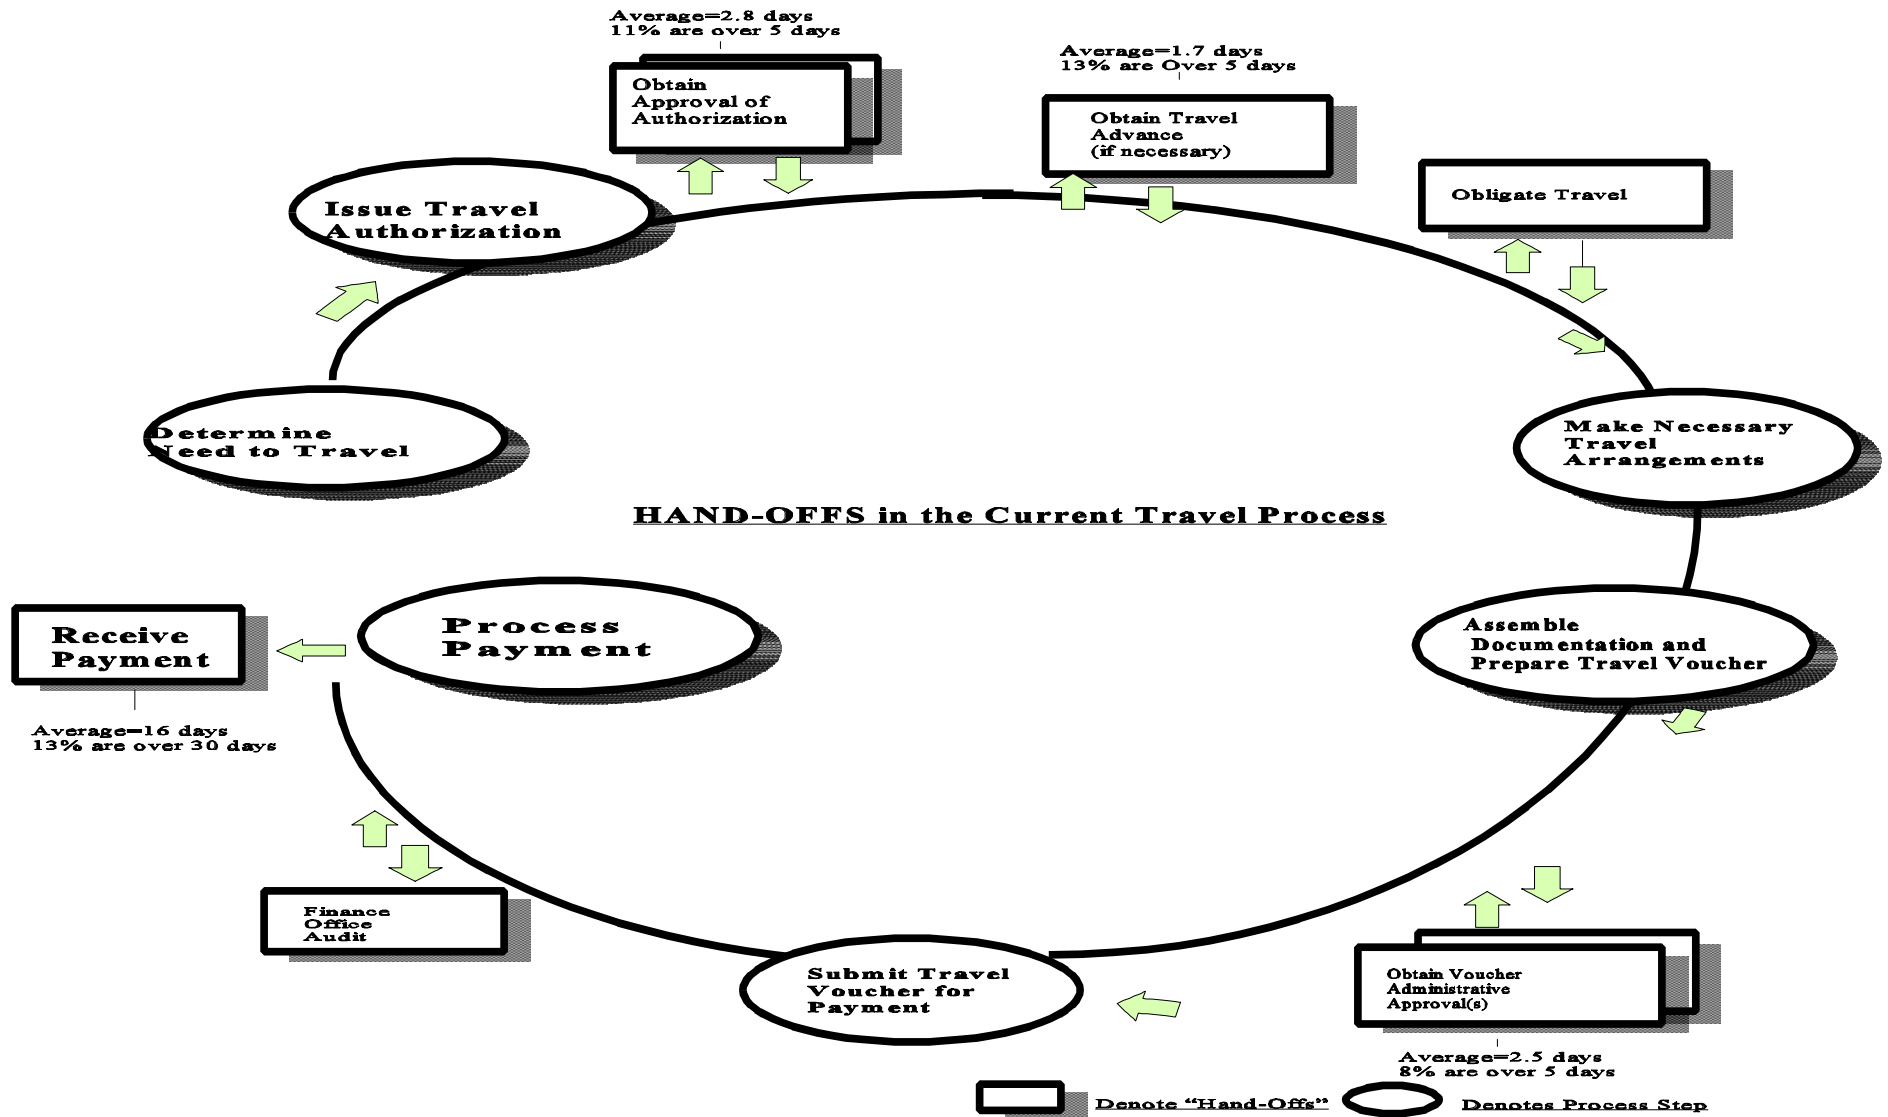 Average=2.8 days
11% are over 5 days
Obtain
Approval of
Authorization
Average=1.7 days
13% are Over 5 days
Obtain Travel
Advance
(if necessary)
Obligate Travel
Issue Travel
Authorization
Determine
Need to Travel
Make Necessary
Travel
Arrangements
HAND-OFFS in the Current Travel Process
Process
Payment
Receive
Payment
Average=16 days
13% are over 30 days
Assemble
Documentation and
Prepare Travel Voucher
Finance
Office
Audit
Submit Travel
Voucher for
Payment
Obtain Voucher
Administrative
Approval(s)
Average=2.5 days
8% are over 5 days
Denote “Hand-Offs”
Denotes Process Step